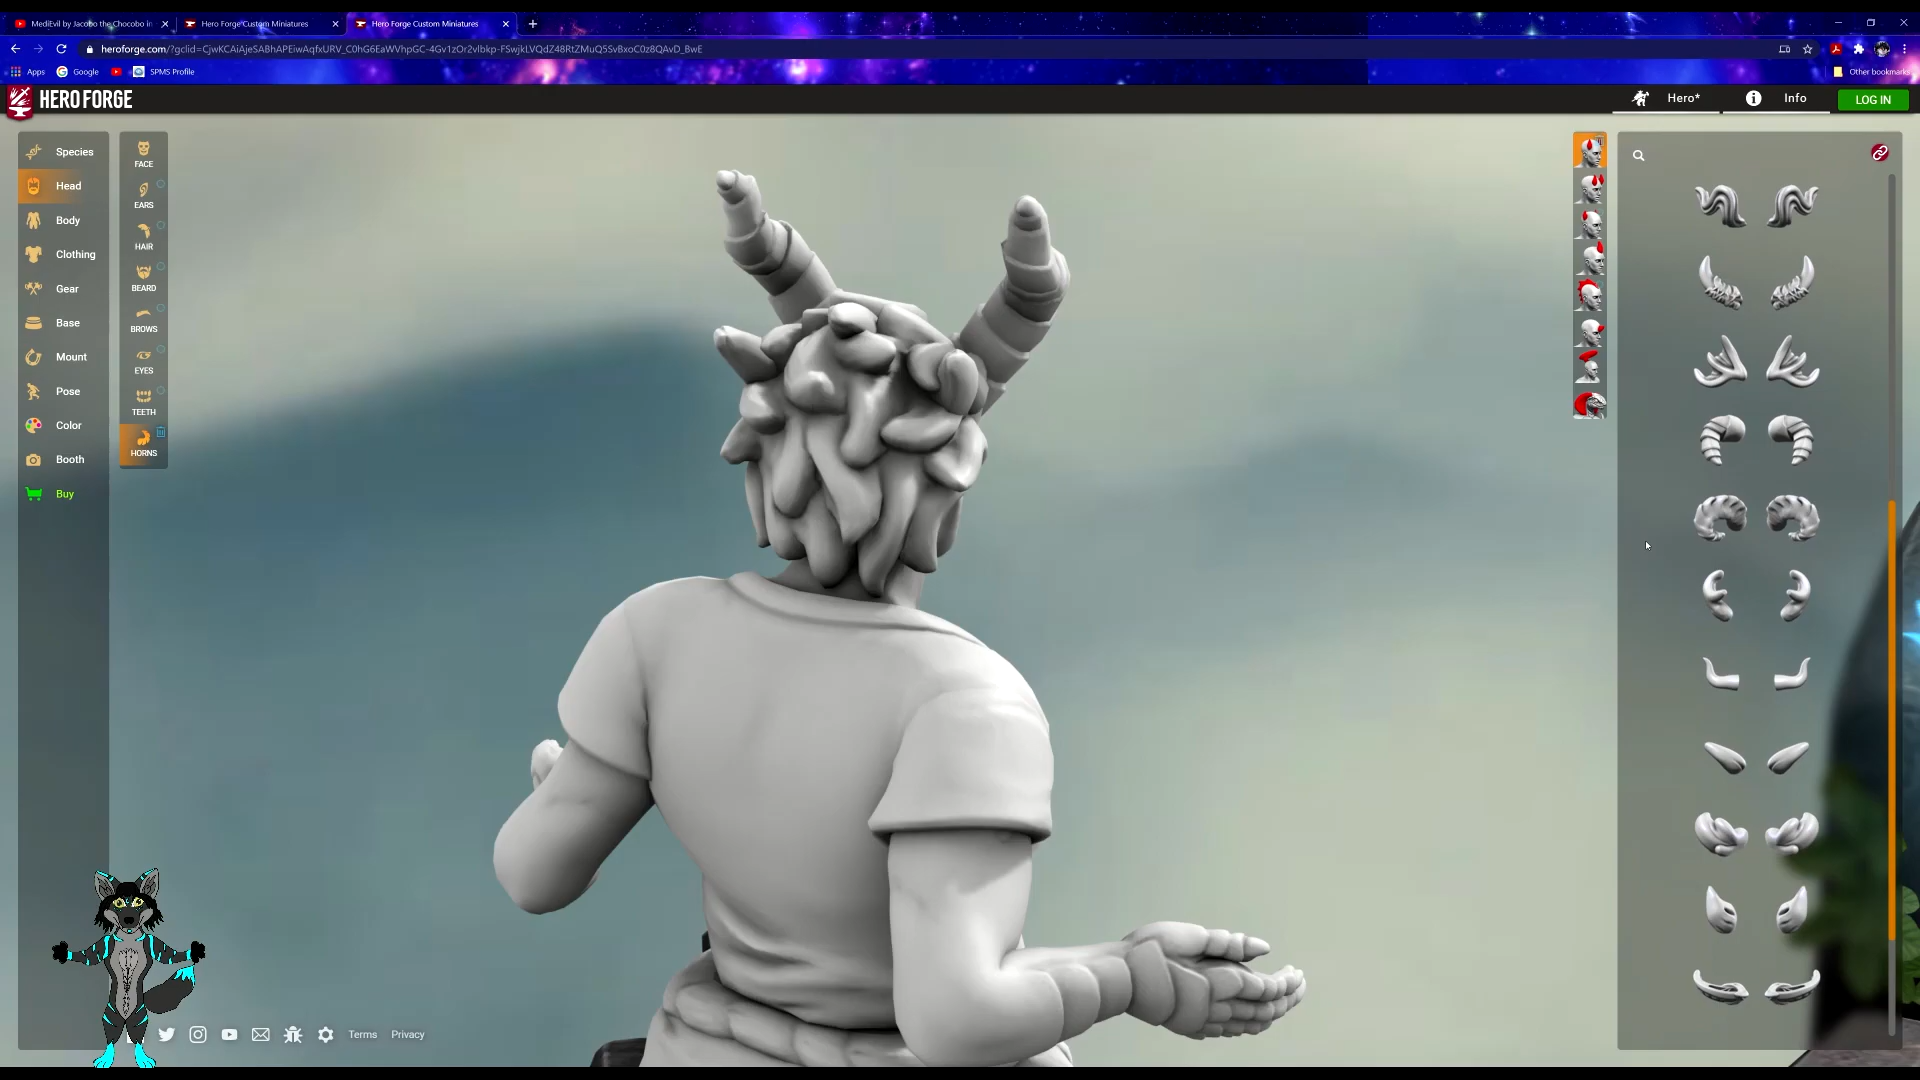 MediEvil by Jacobo the Chocobo in
Hero Forge Custom Miniatures
Hero Forge Custom Miniatures
Apps
Google
SPMS Profile
Other bookmarks
HERO FORGE
Hero*
Info
LOG IN
Species
Head
Body
Clothing
Gear
Base
Mount
Pose
Color
Booth
Buy
FACE
EARS
HAIR
BEARD
BROWS
EYES
TEETH
HORNS
Terms
Privacy